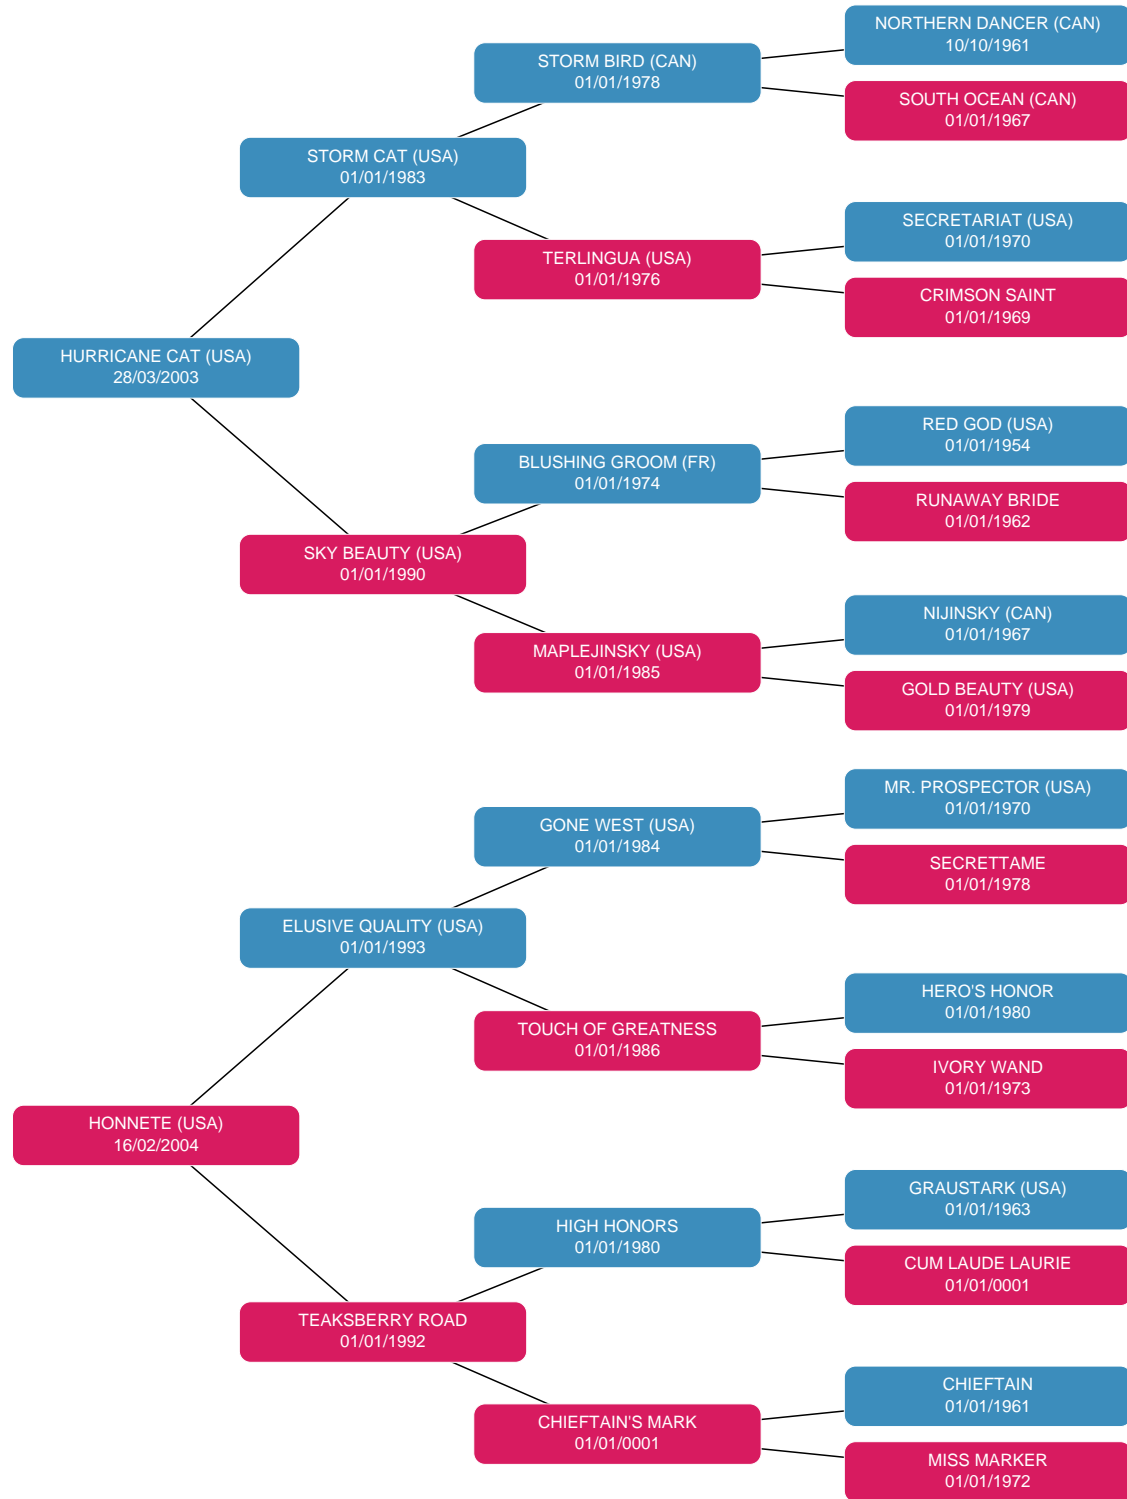 NORTHERN DANCER (CAN)
10/10/1961
STORM BIRD (CAN)
01/01/1978
SOUTH OCEAN (CAN)
01/01/1967
STORM CAT (USA)
01/01/1983
SECRETARIAT (USA)
01/01/1970
TERLINGUA (USA)
01/01/1976
CRIMSON SAINT
01/01/1969
HURRICANE CAT (USA)
28/03/2003
RED GOD (USA)
01/01/1954
BLUSHING GROOM (FR)
01/01/1974
RUNAWAY BRIDE
01/01/1962
SKY BEAUTY (USA)
01/01/1990
NIJINSKY (CAN)
01/01/1967
MAPLEJINSKY (USA)
01/01/1985
GOLD BEAUTY (USA)
01/01/1979
MR. PROSPECTOR (USA)
01/01/1970
GONE WEST (USA)
01/01/1984
SECRETTAME
01/01/1978
ELUSIVE QUALITY (USA)
01/01/1993
HERO'S HONOR
01/01/1980
TOUCH OF GREATNESS
01/01/1986
IVORY WAND
01/01/1973
HONNETE (USA)
16/02/2004
GRAUSTARK (USA)
01/01/1963
HIGH HONORS
01/01/1980
CUM LAUDE LAURIE
01/01/0001
TEAKSBERRY ROAD
01/01/1992
CHIEFTAIN
01/01/1961
CHIEFTAIN'S MARK
01/01/0001
MISS MARKER
01/01/1972